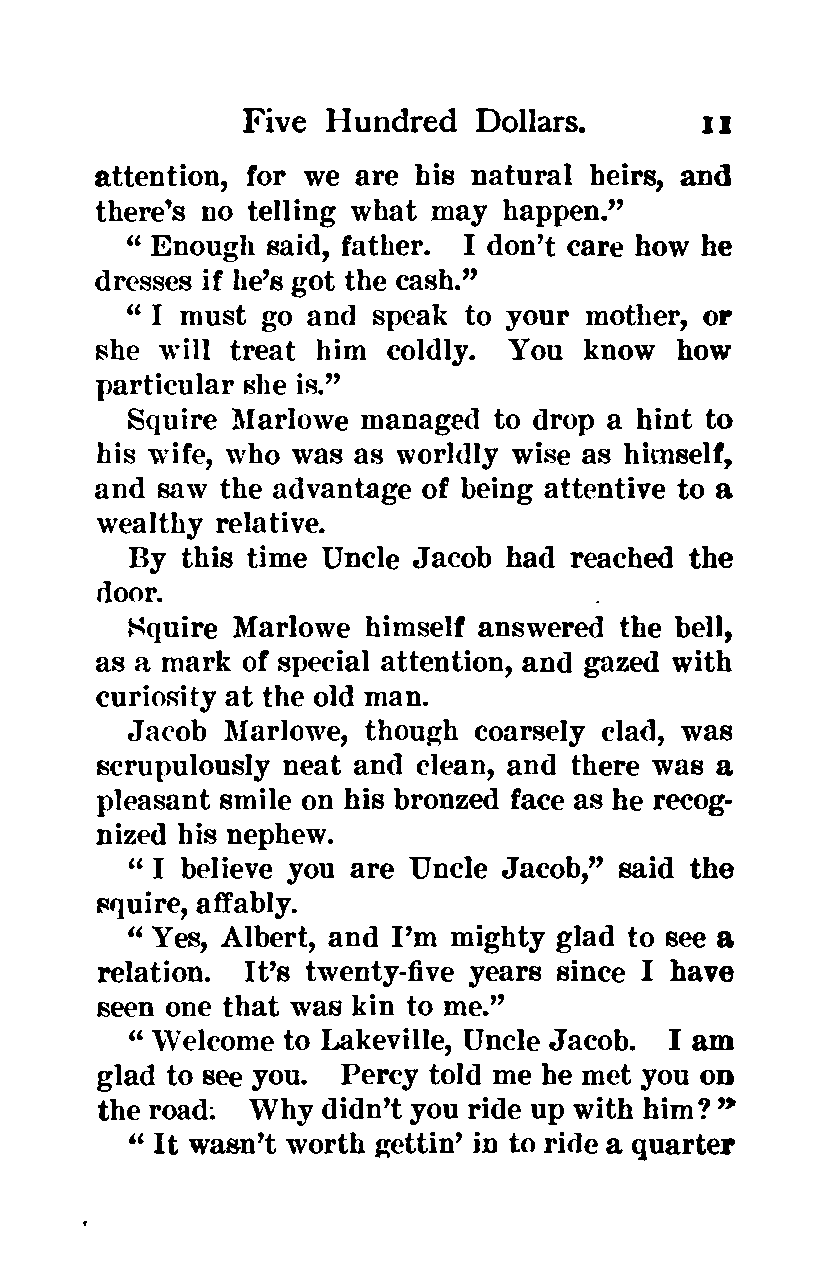 Five Hundred Dollars. 11
attention, for we are his natural heirs, and
there's no telling what may happen."
" Enough said, father. I don't care how he
dresses if he's got the cash."
" I must go and speak to your mother, or
she will treat him coldly. You know how
particular she is."
Squire Marlowe managed to drop a hint to
his wife, who was as worldly wise as himself,
and saw the advantage of being attentive to a
wealthy relative.
By this time Uncle Jacob had reached the
door.
Squire Marlowe himself answered the bell,
as a mark of special attention, and gazed with
curiosity at the old man.
Jacob Marlowe, though coarsely clad, was
scrupulously neat and clean, and there was a
pleasant smile on his bronzed face as he recog-
nized his nephew.
" I believe you are Uncle Jacob," said the
squire, affably.
" Yes, Albert, and I'm mighty glad to see a
relation. It's twenty-five years since I have
seen one that was kin to me."
" Welcome to Lakeville, Uncle Jacob. I am
glad to see you. Percy told me he met you on
the road. Why didn't you ride up with him? "
" It wasn't worth gettin' in to ride a quarter